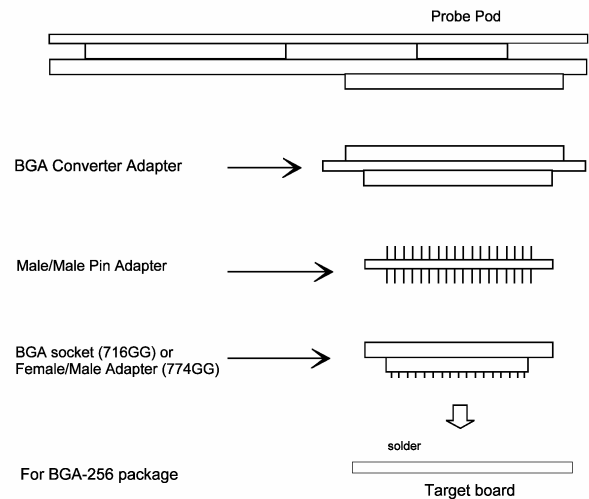 Probe Pod
BGA Converter Adapter
Male/Male Pin Adapter
BGA socket (716GG) or
Female/Male Adapter (774GG)
solder
For BGA-256 package
Target board